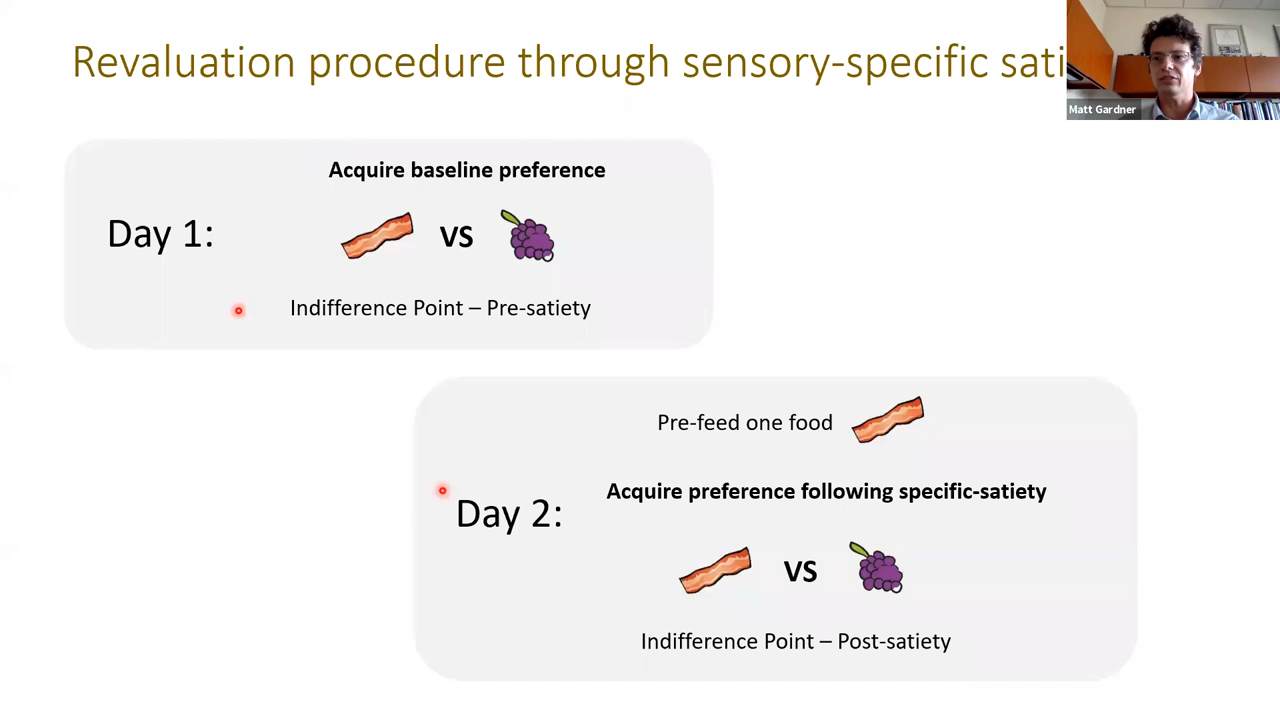 Revaluation procedure through sensory-specific sati
Matt Gardner
Acquire baseline preference
Day 1:
VS
Indifference Point – Pre-satiety
Pre-feed one food
Acquire preference following specific-satiety
Day 2:
VS
Indifference Point – Post-satiety